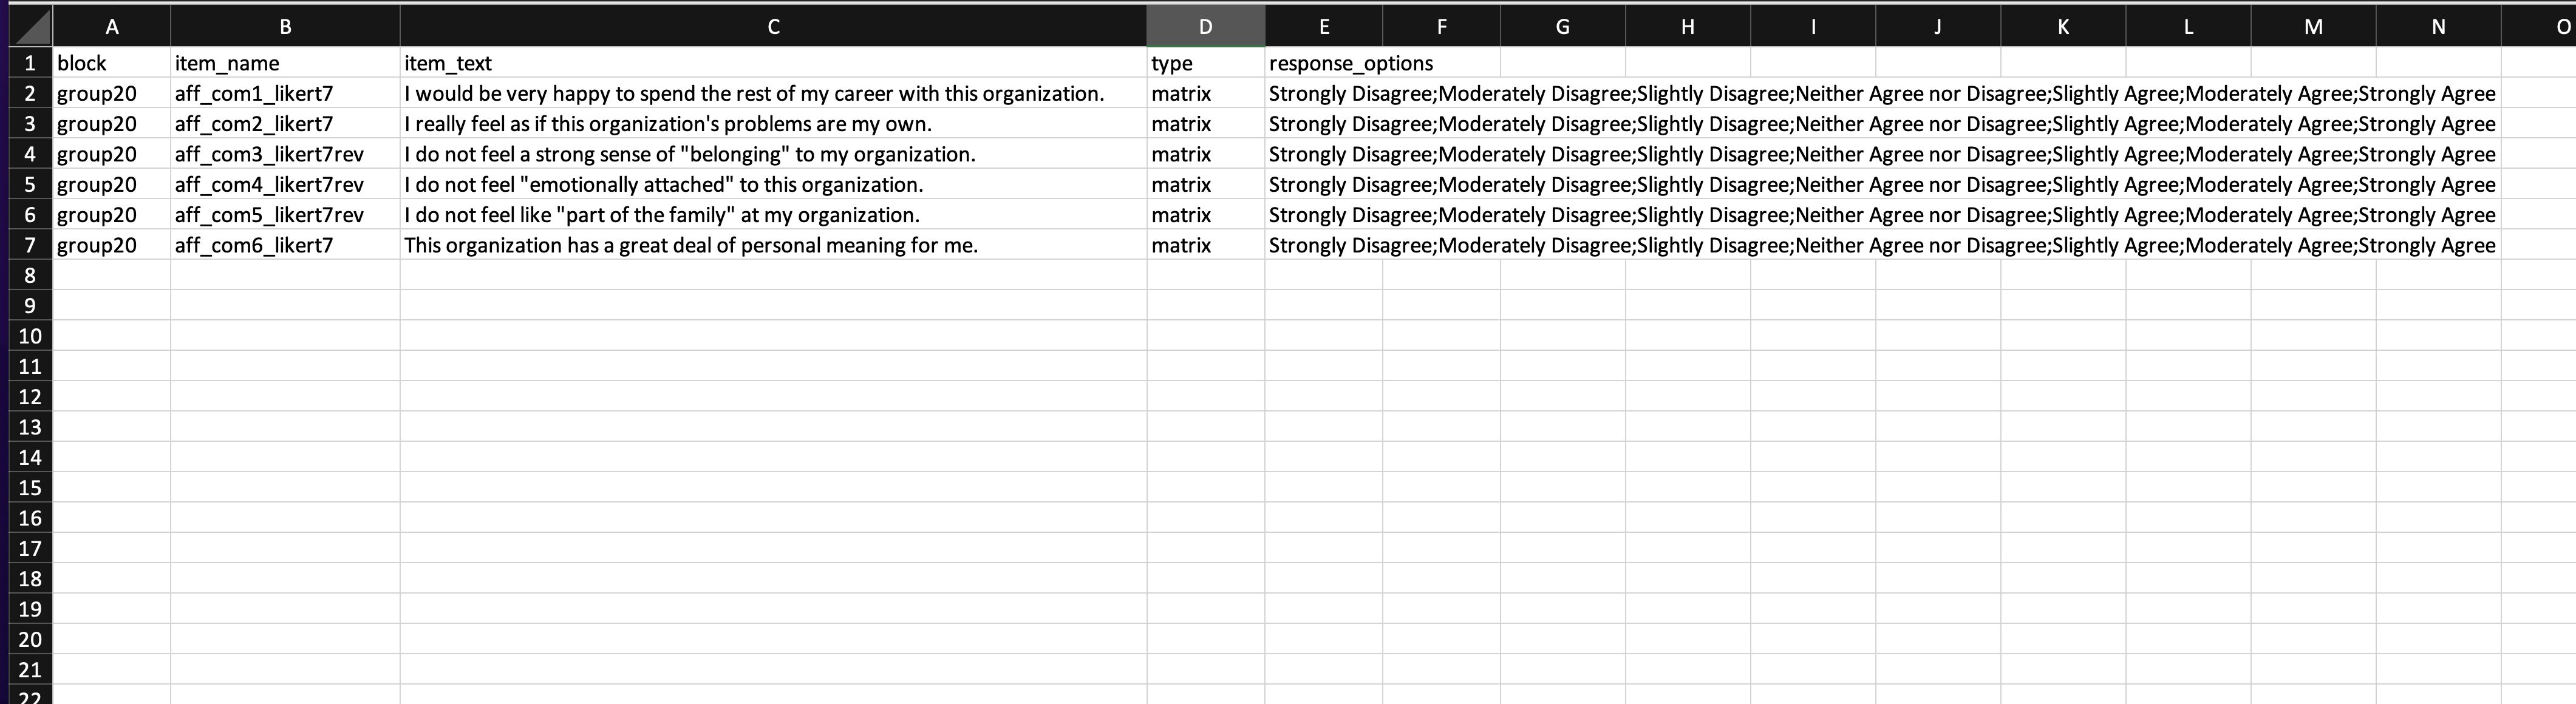 A B C D E F G H I J K L M N O
1 block item_name item_text type response_options
2 group20 aff_com1_likert7 I would be very happy to spend the rest of my career with this organization. matrix Strongly Disagree;Moderately Disagree;Slightly Disagree;Neither Agree nor Disagree;Slightly Agree;Moderately Agree;Strongly Agree
3 group20 aff_com2_likert7 I really feel as if this organization's problems are my own. matrix Strongly Disagree;Moderately Disagree;Slightly Disagree;Neither Agree nor Disagree;Slightly Agree;Moderately Agree;Strongly Agree
4 group20 aff_com3_likert7rev I do not feel a strong sense of "belonging" to my organization. matrix Strongly Disagree;Moderately Disagree;Slightly Disagree;Neither Agree nor Disagree;Slightly Agree;Moderately Agree;Strongly Agree
5 group20 aff_com4_likert7rev I do not feel "emotionally attached" to this organization. matrix Strongly Disagree;Moderately Disagree;Slightly Disagree;Neither Agree nor Disagree;Slightly Agree;Moderately Agree;Strongly Agree
6 group20 aff_com5_likert7rev I do not feel like "part of the family" at my organization. matrix Strongly Disagree;Moderately Disagree;Slightly Disagree;Neither Agree nor Disagree;Slightly Agree;Moderately Agree;Strongly Agree
7 group20 aff_com6_likert7 This organization has a great deal of personal meaning for me. matrix Strongly Disagree;Moderately Disagree;Slightly Disagree;Neither Agree nor Disagree;Slightly Agree;Moderately Agree;Strongly Agree
8
9
10
11
12
13
14
15
16
17
18
19
20
21
22